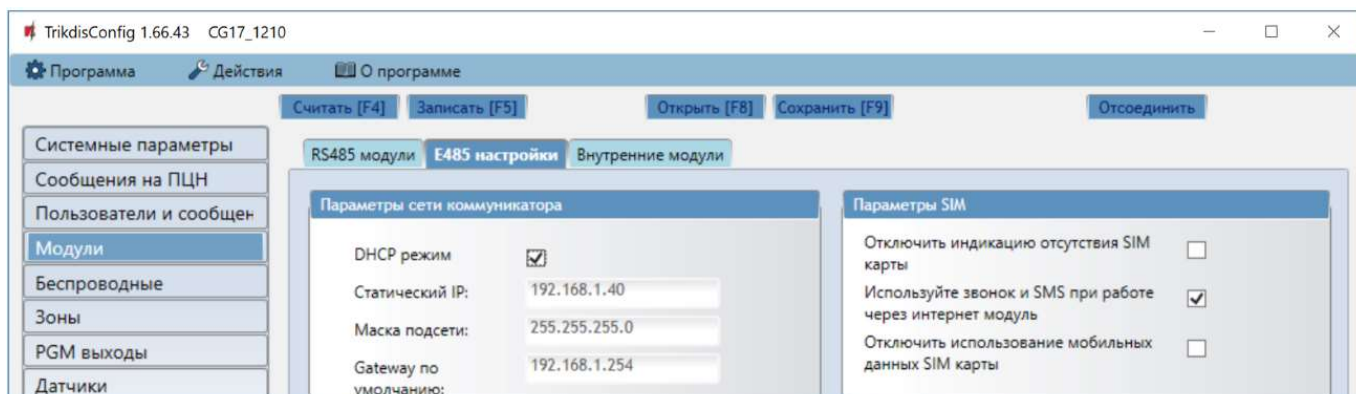 TrikdisConfig 1.66.43 CG17_1210
Программа Действия О программе
Считать [F4] Записать [F5] Открыть [F8] Сохранить [F9] Отсоединить
Системные параметры
Сообщения на ПЦН
Пользователи и сообщен
Модули
Беспроводные
Зоны
PGM выходы
Датчики
RS485 модули E485 настройки Внутренние модули
Параметры сети коммуникатора
DHCP режим
Статический IP: 192.168.1.40
Маска подсети: 255.255.255.0
Gateway по 192.168.1.254
умолчанию:
Параметры SIM
Отключить индикацию отсутствия SIM
карты
Используйте звонок и SMS при работе
через интернет модуль
Отключить использование мобильных
данных SIM карты